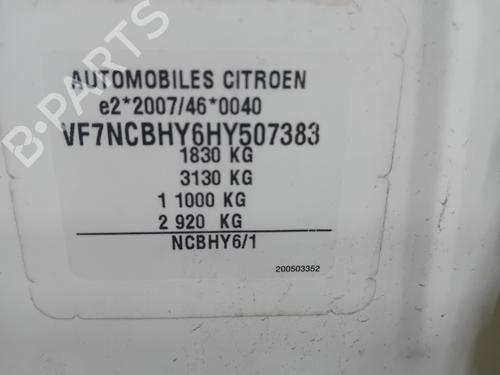 B-PARTS
AUTOMOBILES CITROEN
e2*2007/46*0040
VF7NCBHY6HY507383
1830 KG
3130 KG
1 1000 KG
2 920 KG
NCBHY6/1
200503352